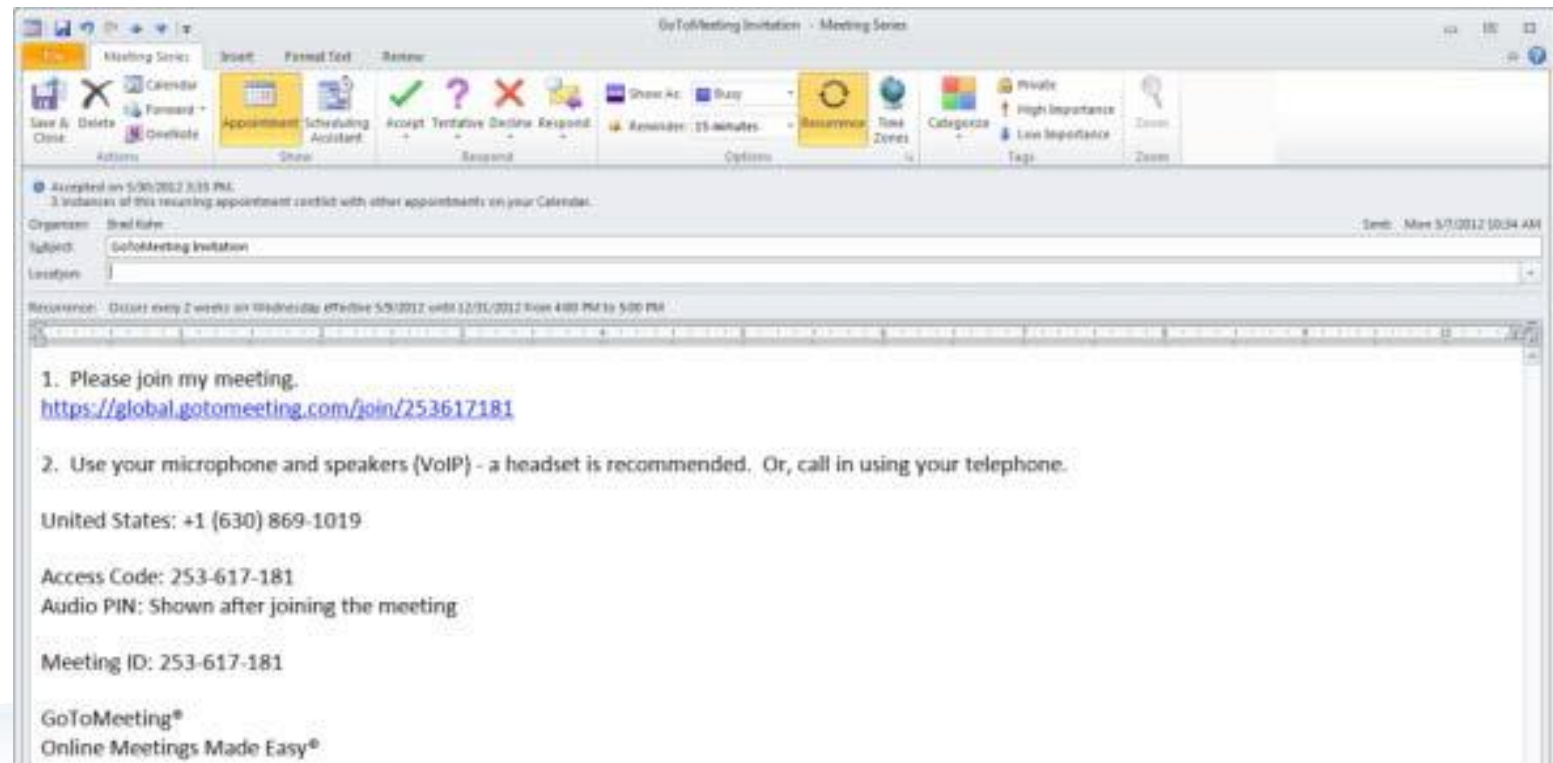 GoToMeeting Invitation - Meeting Series
File Meeting Series Insert Format Text Review
Save & Close
Delete
Calendar
Forward
OneNote
Actions
Appointment
Scheduling Assistant
Show
Accept Tentative Decline Respond
Respond
Show As: Busy
Reminder: 15 minutes
Recurrence
Time Zones
Options
Categorize
Private
High Importance
Low Importance
Tags
Zoom
Zoom
Accepted on 5/30/2012 3:35 PM.
3 instances of this recurring appointment conflict with other appointments on your Calendar.
Organizer: Brad
Sent: Mon 5/7/2012 10:34 AM
Subject: GoToMeeting Invitation
Location:
Recurrence: Occurs every 2 weeks on Wednesday effective 5/9/2012 until 12/31/2012 from 4:00 PM to 5:00 PM
1. Please join my meeting.
https://global.gotomeeting.com/join/253617181
2. Use your microphone and speakers (VoIP) - a headset is recommended. Or, call in using your telephone.
United States: +1 (630) 869-1019
Access Code: 253-617-181
Audio PIN: Shown after joining the meeting
Meeting ID: 253-617-181
GoToMeeting®
Online Meetings Made Easy®